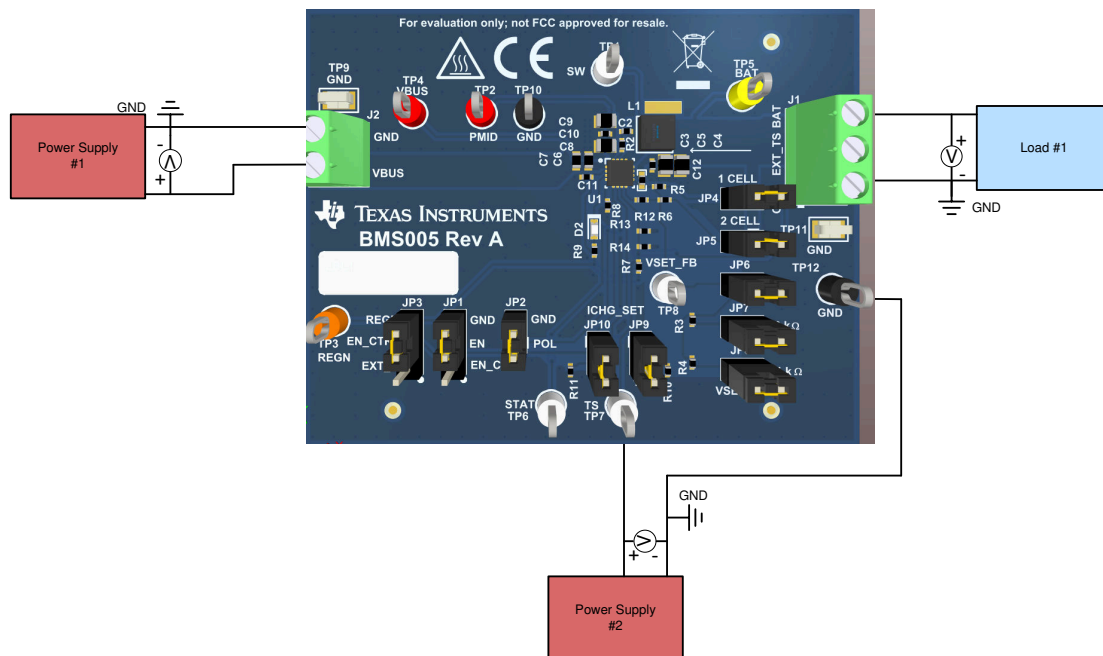 For evaluation only; not FCC approved for resale.
TP9
GND
TP4
VBUS
TP2
PMID
TP10
GND
SW
TP5
BAT
J1
J2
GND
VBUS
L1
C9
C10
C8
C2
R2
C7
C6
C11
U1
C3
C5
C4
C12
R5
EXT_TS BAT
1 CELL
JP4
2 CELL
JP5
TP11
GND
R8
R12
R6
R13
R14
R7
D2
R9
TEXAS INSTRUMENTS
BMS005 Rev A
VSET_FB
TP8
JP6
JP7
TP12
GND
kΩ
kΩ
JP3
JP1
JP2
GND
GND
EN
POL
TP3
REGN
ICHG_SET
JP10
JP9
R3
R4
R11
STAT
TP6
TS
TP7
GND
Power Supply
#1
-
+
V
Load #1
V
+
-
GND
GND
+
V
-
Power Supply
#2